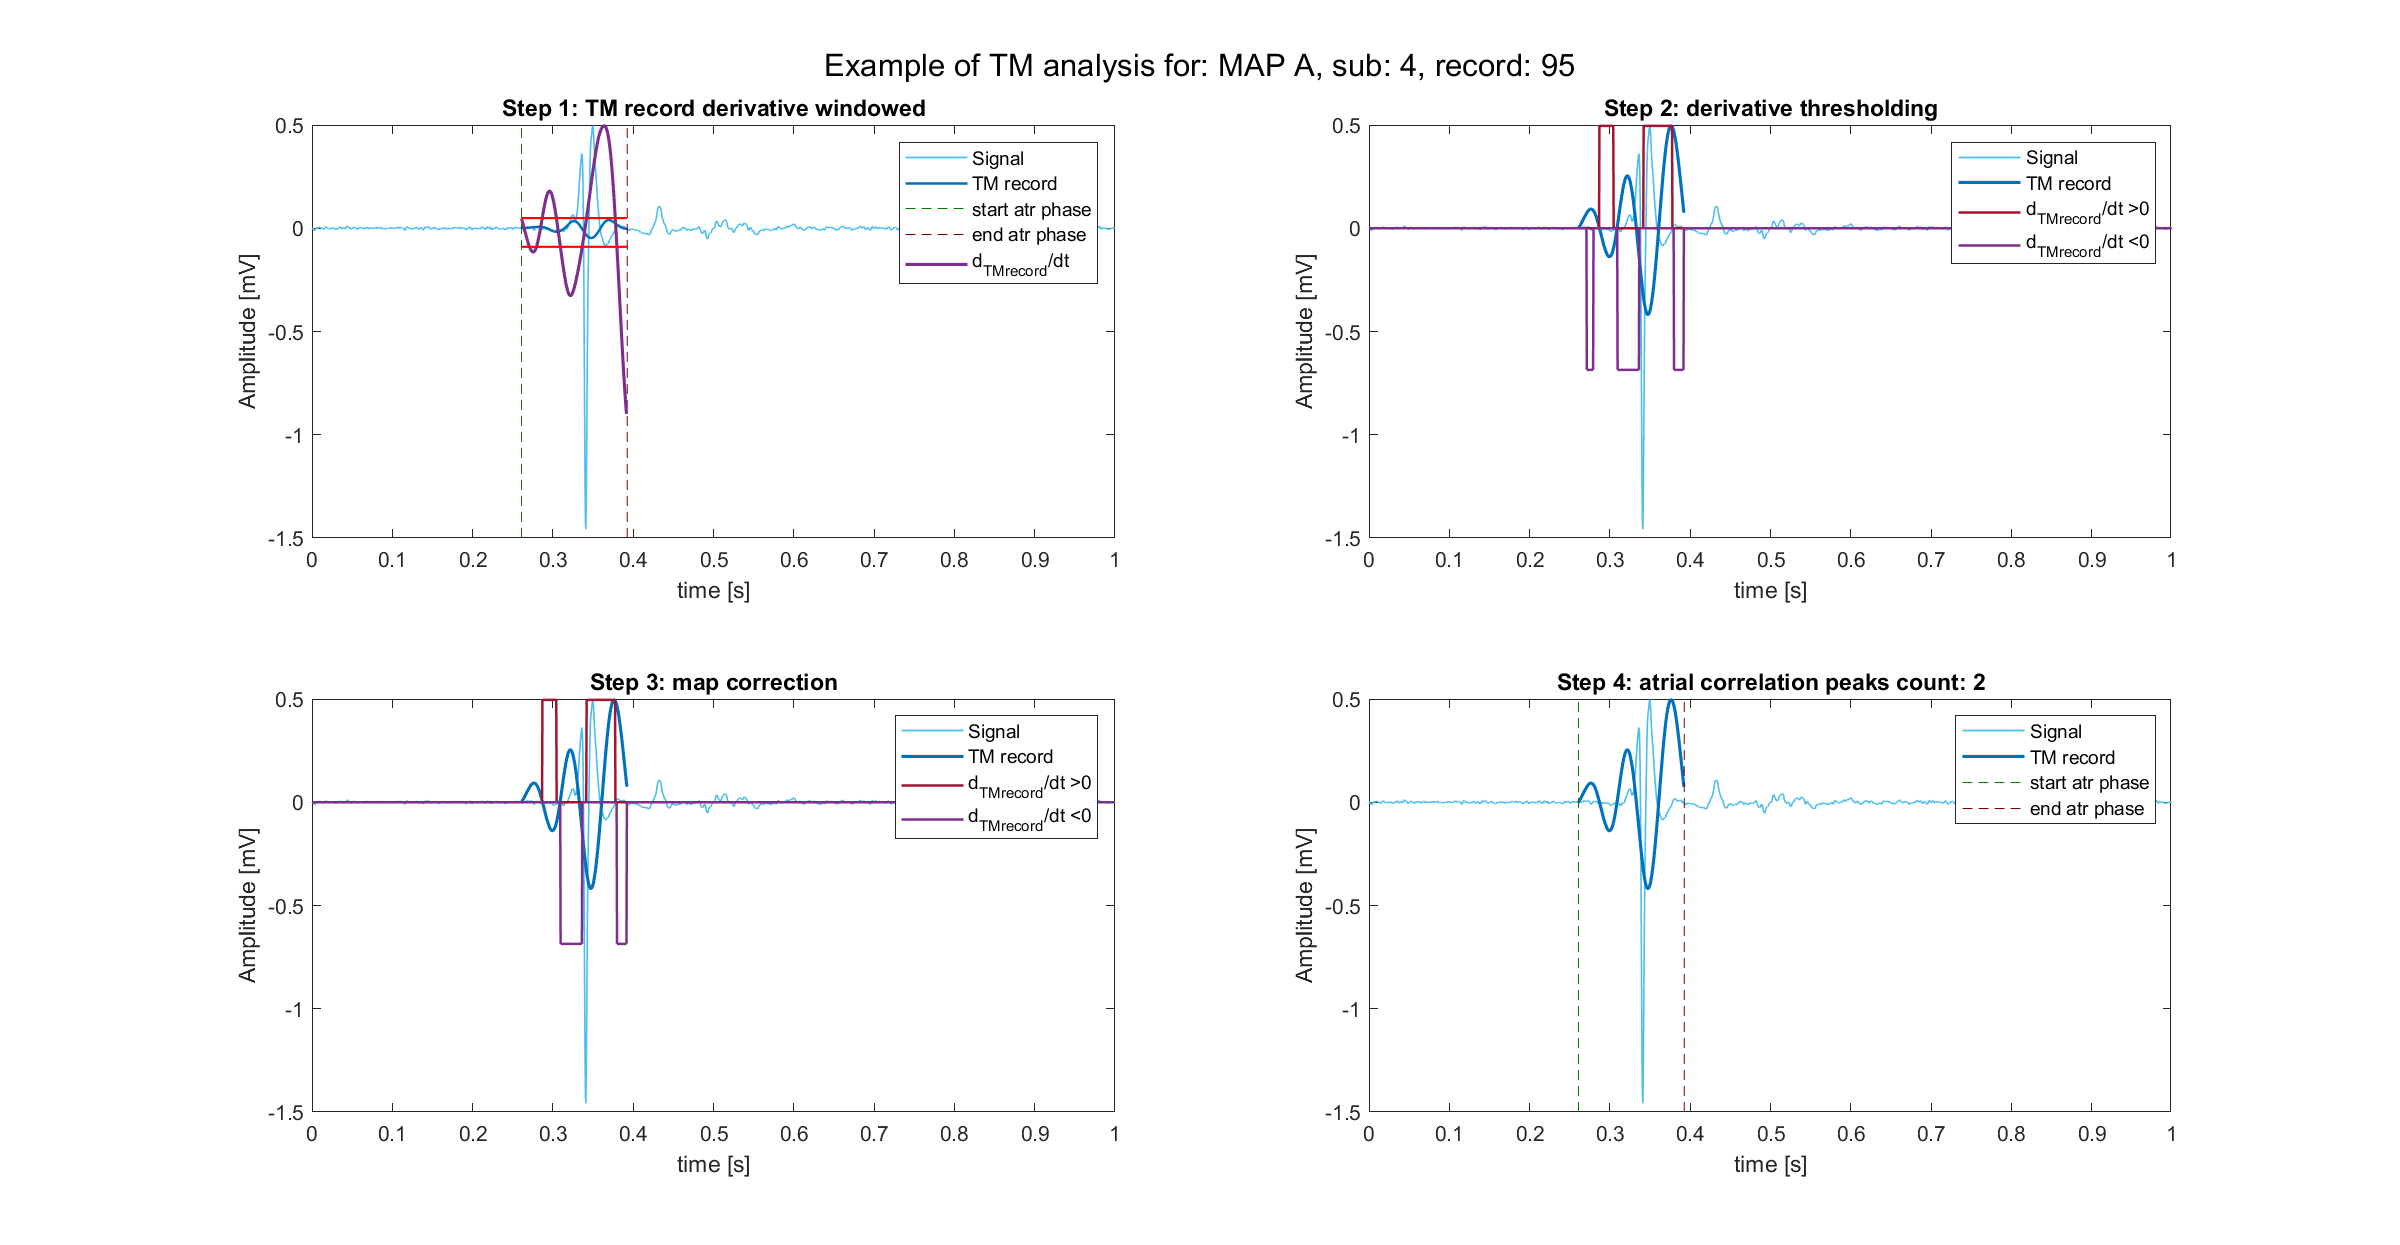 Example of TM analysis for: MAP A, sub: 4, record: 95
Step 1: TM record derivative windowed
0.5
0
-0.5
-1
-1.5
Amplitude [mV]
0 0.1 0.2 0.3 0.4 0.5 0.6 0.7 0.8 0.9 1
time [s]
Signal
TM record
start atr phase
end atr phase
dTMrecord/dt
Step 2: derivative thresholding
0.5
0
-0.5
-1
-1.5
Amplitude [mV]
0 0.1 0.2 0.3 0.4 0.5 0.6 0.7 0.8 0.9 1
time [s]
Signal
TM record
dTMrecord/dt >0
dTMrecord/dt <0
Step 3: map correction
0.5
0
-0.5
-1
-1.5
Amplitude [mV]
0 0.1 0.2 0.3 0.4 0.5 0.6 0.7 0.8 0.9 1
time [s]
Signal
TM record
dTMrecord/dt >0
dTMrecord/dt <0
Step 4: atrial correlation peaks count: 2
0.5
0
-0.5
-1
-1.5
Amplitude [mV]
0 0.1 0.2 0.3 0.4 0.5 0.6 0.7 0.8 0.9 1
time [s]
Signal
TM record
start atr phase
end atr phase